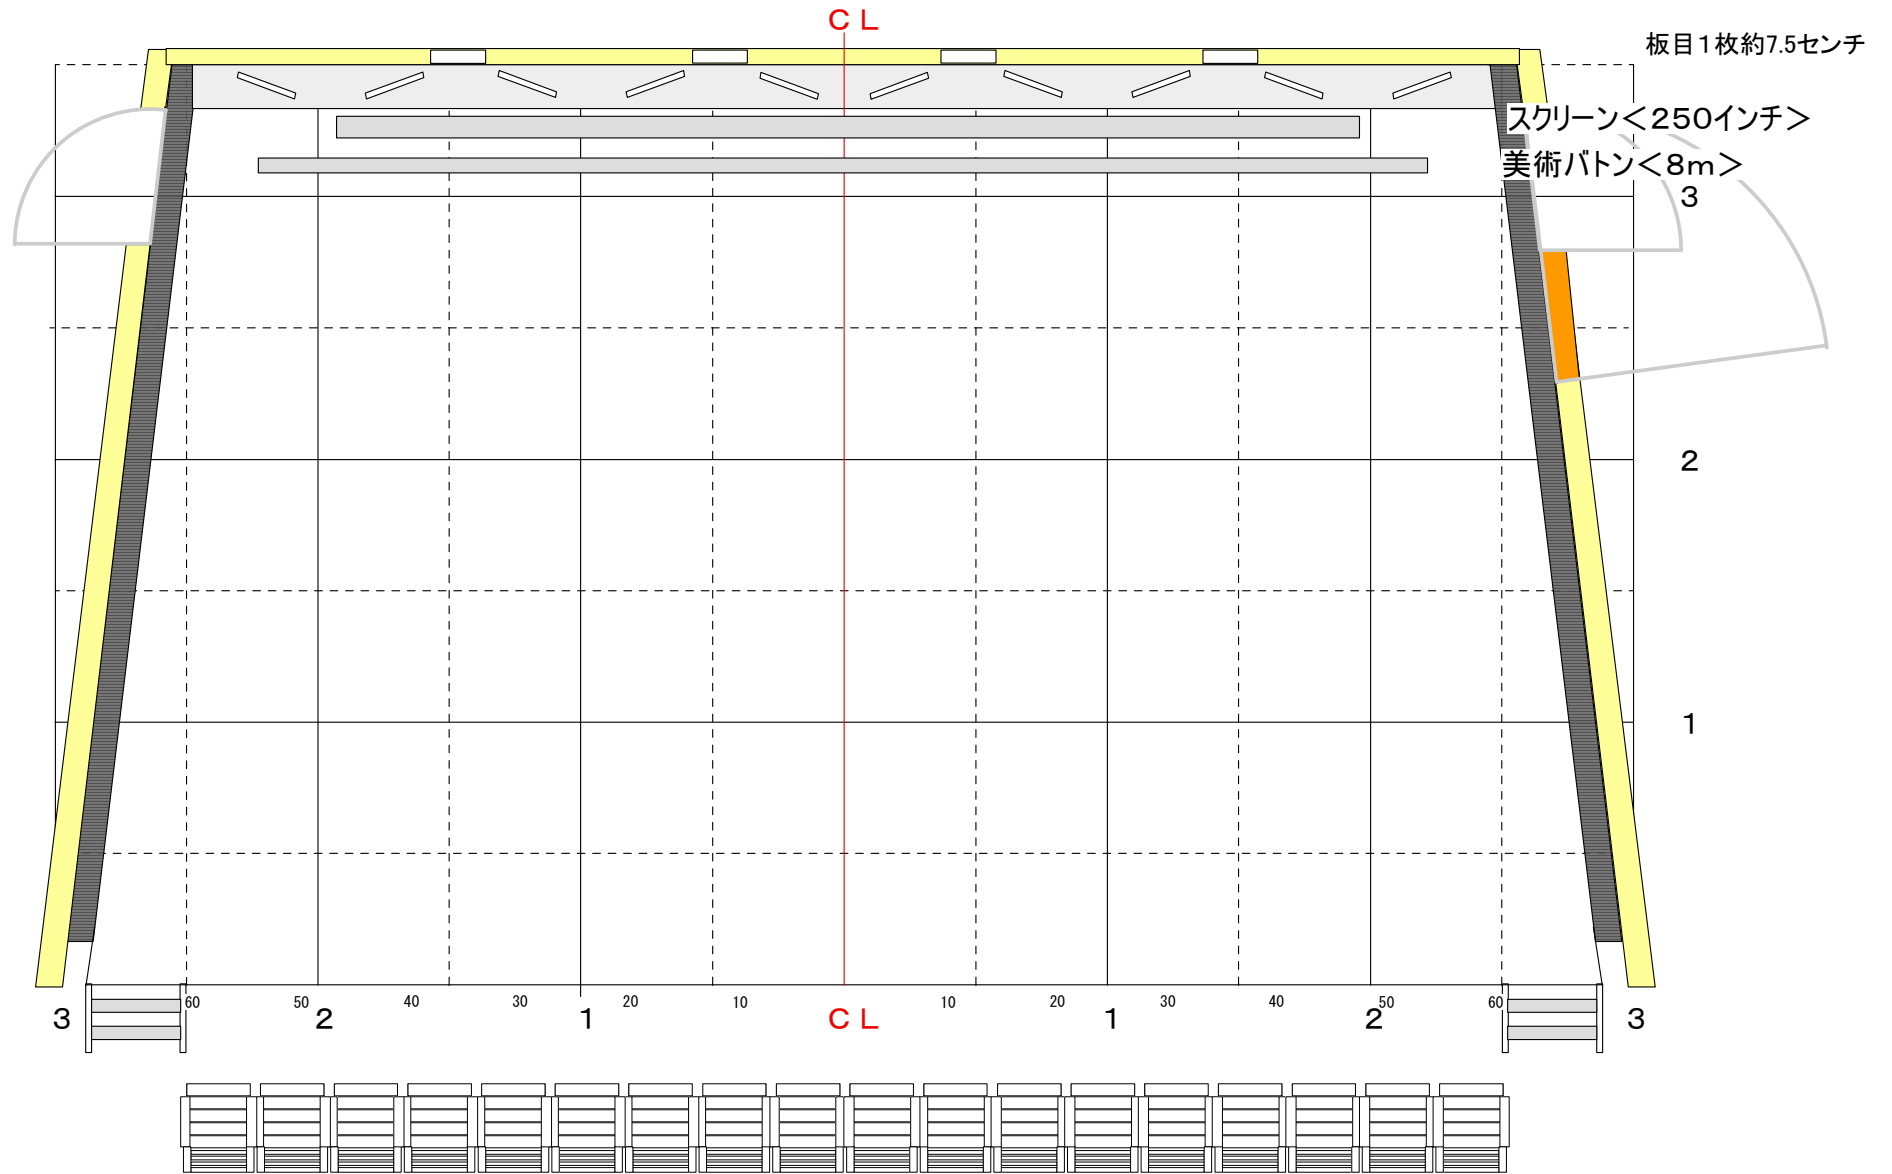 ＣＬ
板目１枚約7.5センチ
スクリーン＜２５０インチ＞
美術バトン＜８ｍ＞
３
２
１
60 50 40 30 20 10 10 20 30 40 50 60
３ ２ １ ＣＬ １ ２ ３